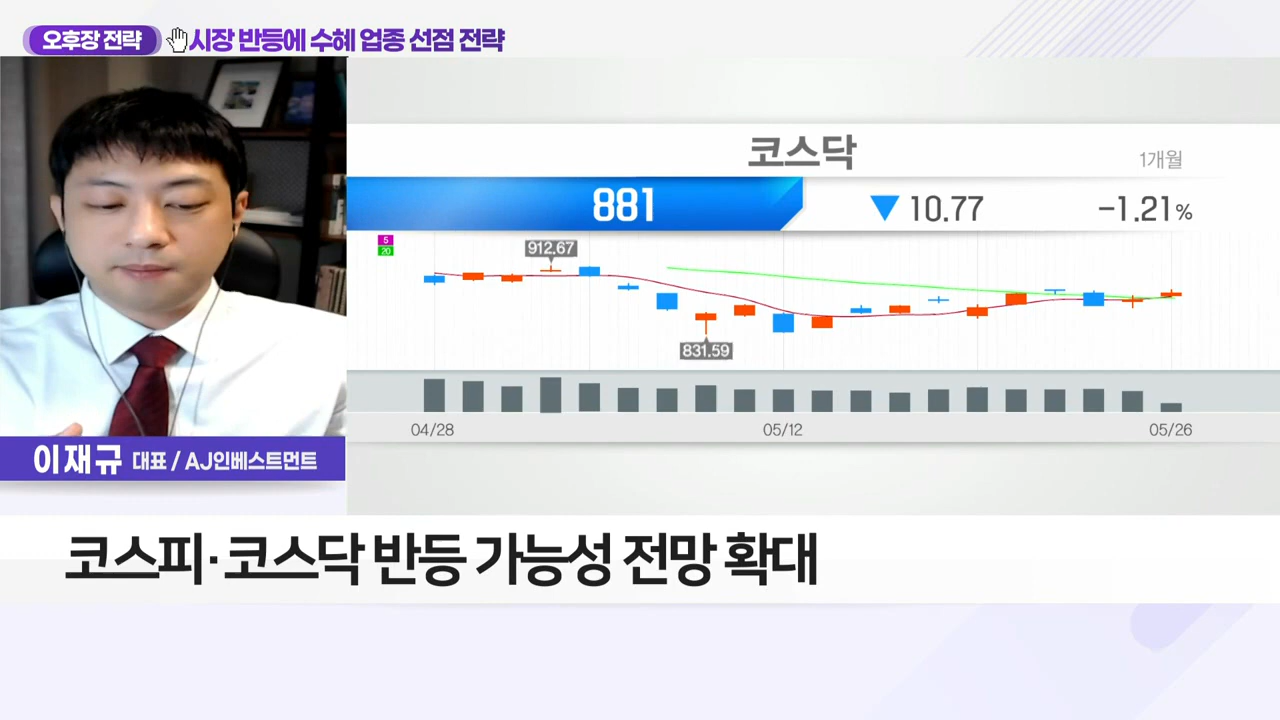 오후장 전략
시장 반등에 수혜 업종 선점 전략
코스닥
1개월
881 ▼ 10.77 -1.21%
5
20
912.67
831.59
04/28 05/12 05/26
이재규 대표 / AJ인베스트먼트
코스피·코스닥 반등 가능성 전망 확대